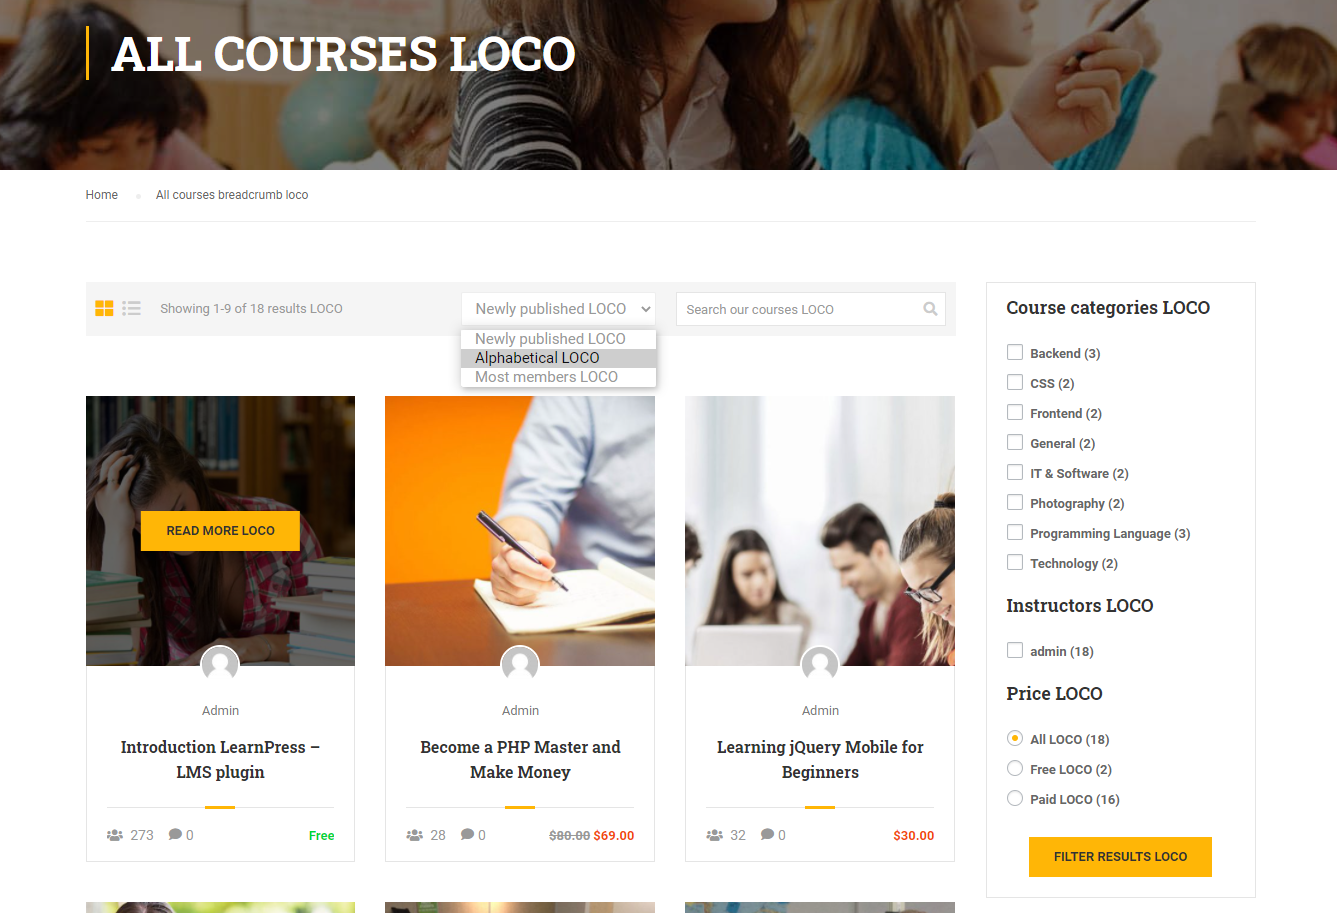 ALL COURSES LOCO
Home
All courses breadcrumb loco
Showing 1-9 of 18 results LOCO
Newly published LOCO
Search our courses LOCO
Newly published LOCO
Alphabetical LOCO
Most members LOCO
READ MORE LOCO
Admin
Introduction LearnPress –
LMS plugin
273
0
Free
Admin
Become a PHP Master and
Make Money
28
0
$80.00 $69.00
Admin
Learning jQuery Mobile for
Beginners
32
0
$30.00
Course categories LOCO
Backend (3)
CSS (2)
Frontend (2)
General (2)
IT & Software (2)
Photography (2)
Programming Language (3)
Technology (2)
Instructors LOCO
admin (18)
Price LOCO
All LOCO (18)
Free LOCO (2)
Paid LOCO (16)
FILTER RESULTS LOCO